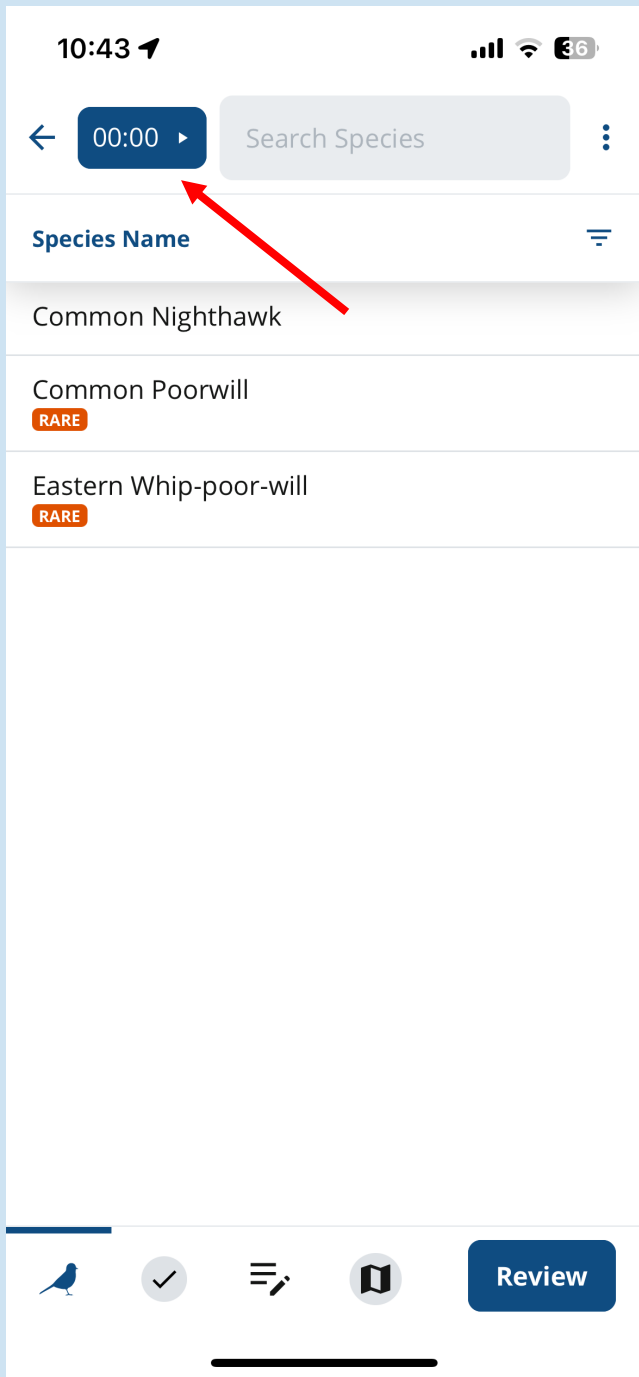 10:43
36
00:00
Search Species
Species Name
Common Nighthawk
Common Poorwill
RARE
Eastern Whip-poor-will
RARE
Review